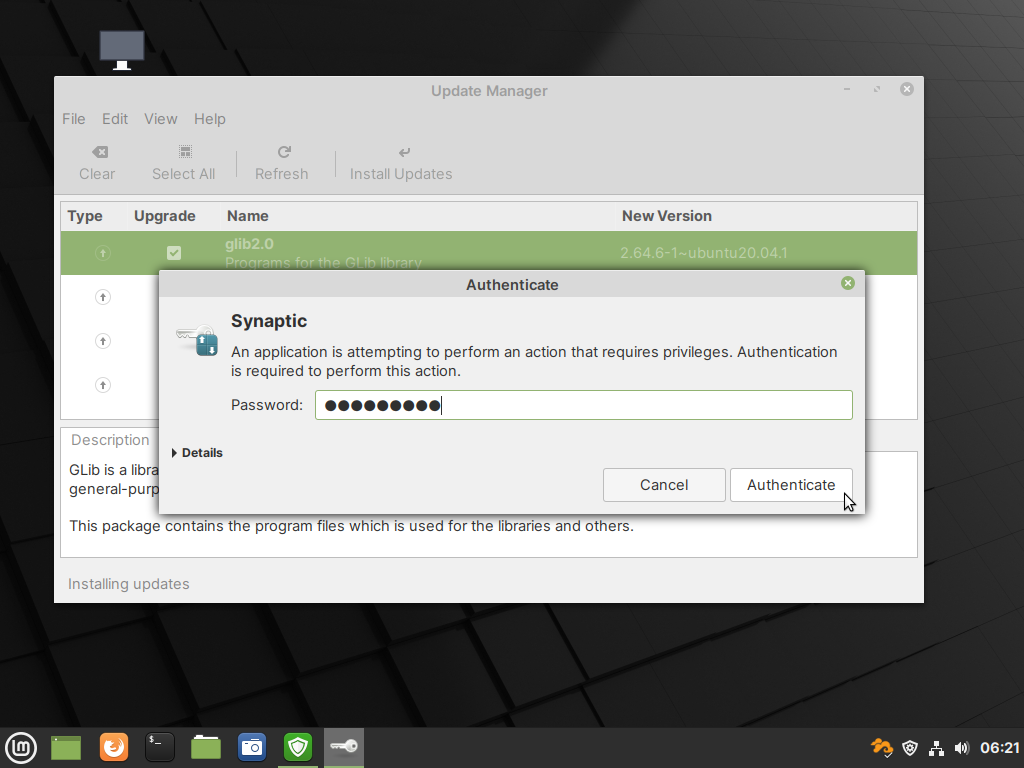 Update Manager
File Edit View Help
Clear Select All Refresh Install Updates
Type Upgrade Name New Version
glib2.0
Programs for the GLib library
2.64.6-1~ubuntu20.04.1
Authenticate
Synaptic
An application is attempting to perform an action that requires privileges. Authentication
is required to perform this action.
Password: ●●●●●●●●●
Details
Cancel Authenticate
Description
GLib is a libra
general-purp
This package contains the program files which is used for the libraries and others.
Installing updates
06:21